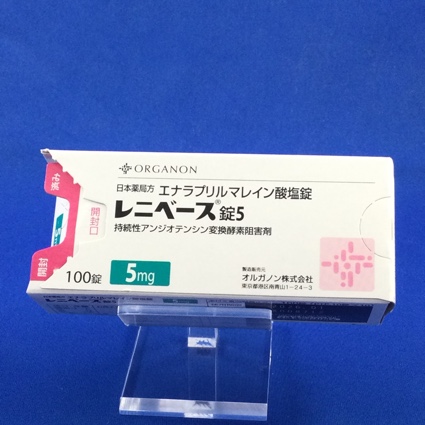 ORGANON
日本薬局方 エナラプリルマレイン酸塩錠
レニベース®錠5
持続性アンジオテンシン変換酵素阻害剤
開封口
開封
100錠 5mg
製造販売元
オルガノン株式会社
東京都港区南青山1-24-3